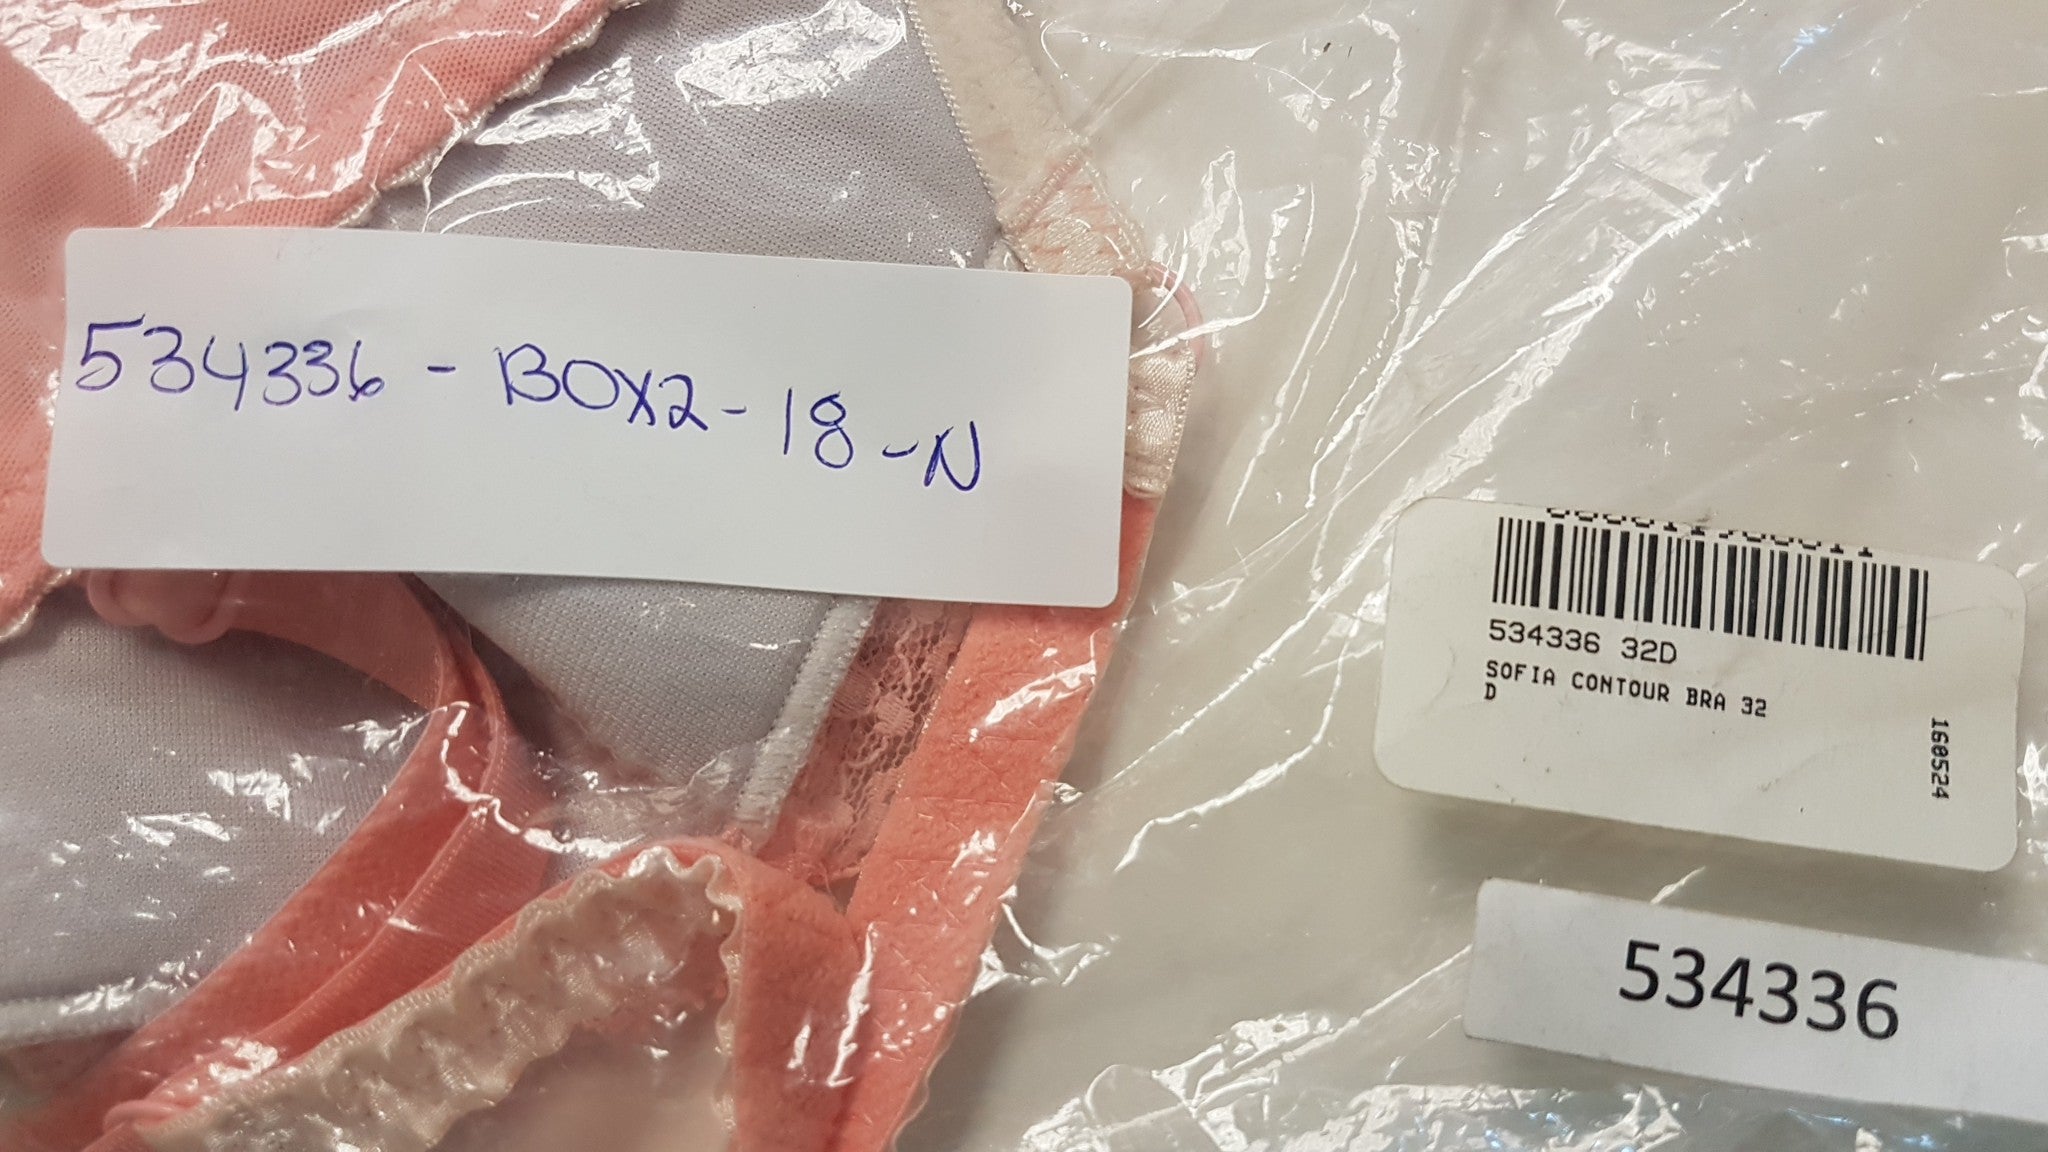 534336 - BOX2 - 18 - N
534336 32D
SOFIA CONTOUR BRA 32
D
160524
534336